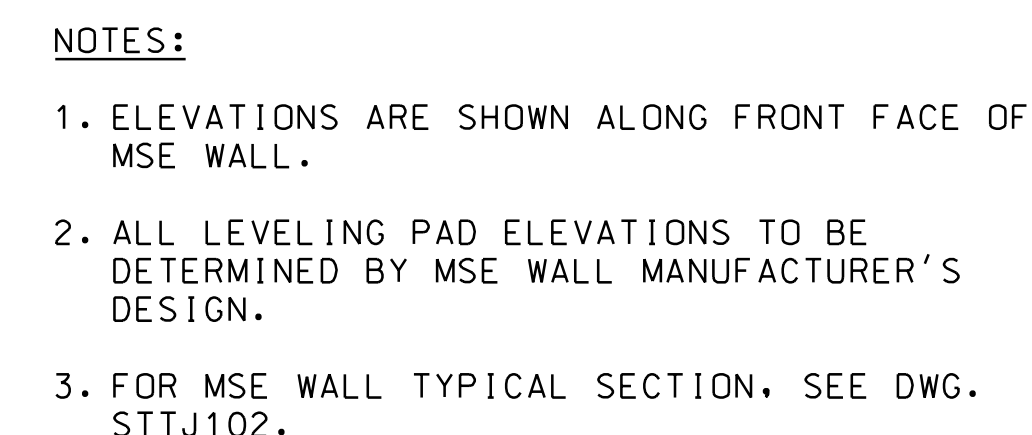 NOTES:
1. ELEVATIONS ARE SHOWN ALONG FRONT FACE OF
MSE WALL.
2. ALL LEVELING PAD ELEVATIONS TO BE
DETERMINED BY MSE WALL MANUFACTURER'S
DESIGN.
3. FOR MSE WALL TYPICAL SECTION, SEE DWG.
STTJ102.